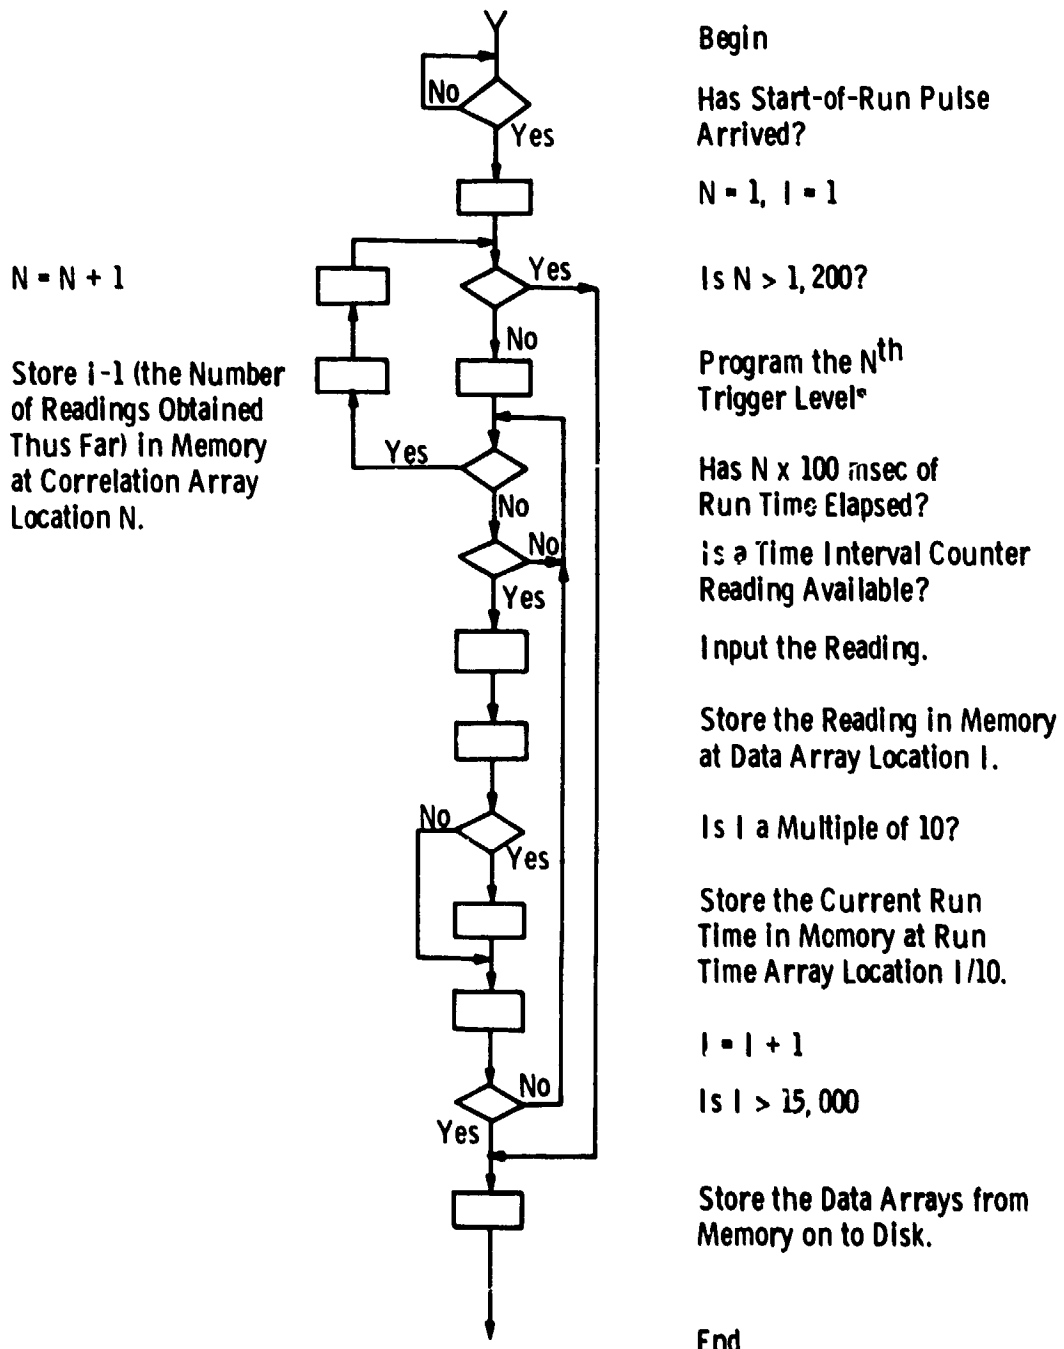 Begin
No
Has Start-of-Run Pulse
Arrived?
Yes
N = 1, I = 1
N = N + 1
Yes
Is N > 1,200?
No
Store I-1 (the Number
of Readings Obtained
Thus Far) in Memory
at Correlation Array
Location N.
Program the Nth
Trigger Level*
Yes
Has N x 100 msec of
Run Time Elapsed?
No
No
Is a Time Interval Counter
Reading Available?
Yes
Input the Reading.
Store the Reading in Memory
at Data Array Location I.
No
Is I a Multiple of 10?
Yes
Store the Current Run
Time in Memory at Run
Time Array Location I/10.
I = I + 1
No
Is I > 15,000
Yes
Store the Data Arrays from
Memory on to Disk.
End